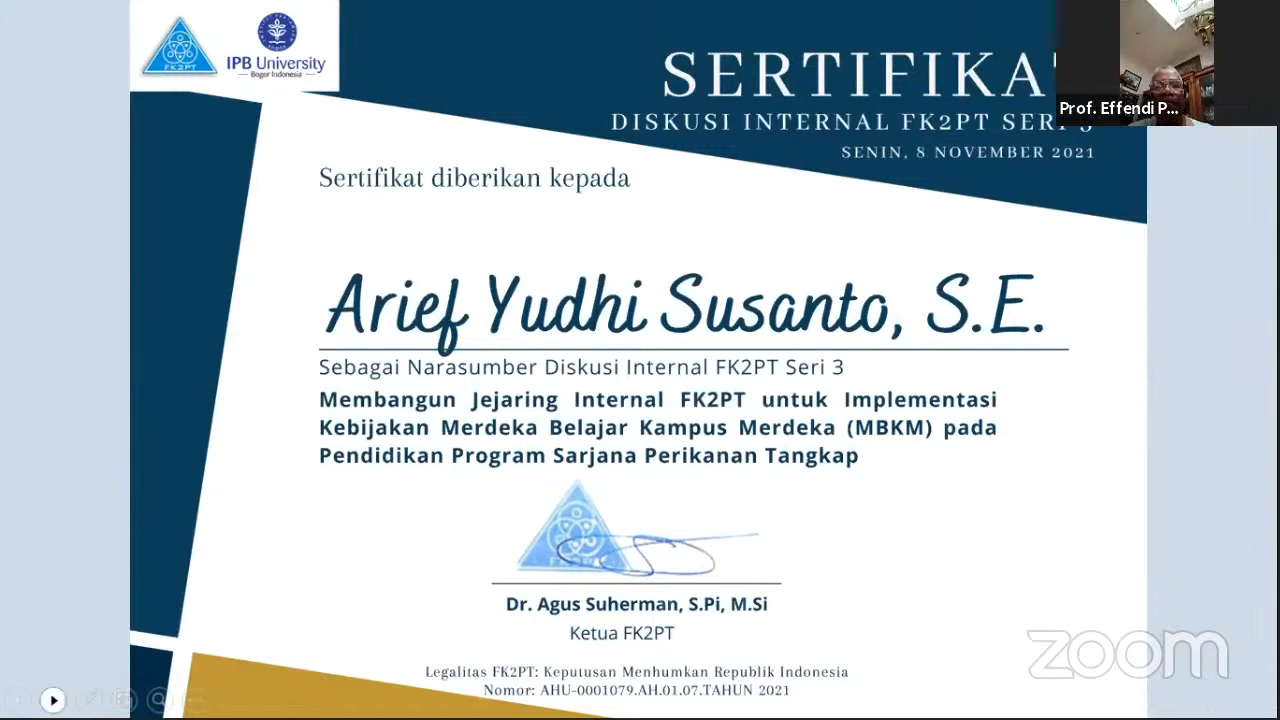 FK2PT
IPB University
Bogor Indonesia
SERTIFIKA
DISKUSI INTERNAL FK2PT SERI 3
SENIN, 8 NOVEMBER 2021
Prof. Effendi P...
Sertifikat diberikan kepada
Arief Yudhi Susanto, S.E.
Sebagai Narasumber Diskusi Internal FK2PT Seri 3
Membangun Jejaring Internal FK2PT untuk Implementasi
Kebijakan Merdeka Belajar Kampus Merdeka (MBKM) pada
Pendidikan Program Sarjana Perikanan Tangkap
Dr. Agus Suherman, S.Pi, M.Si
Ketua FK2PT
Legalitas FK2PT: Keputusan Menhumkan Republik Indonesia
Nomor: AHU-0001079.AH.01.07.TAHUN 2021
zoom